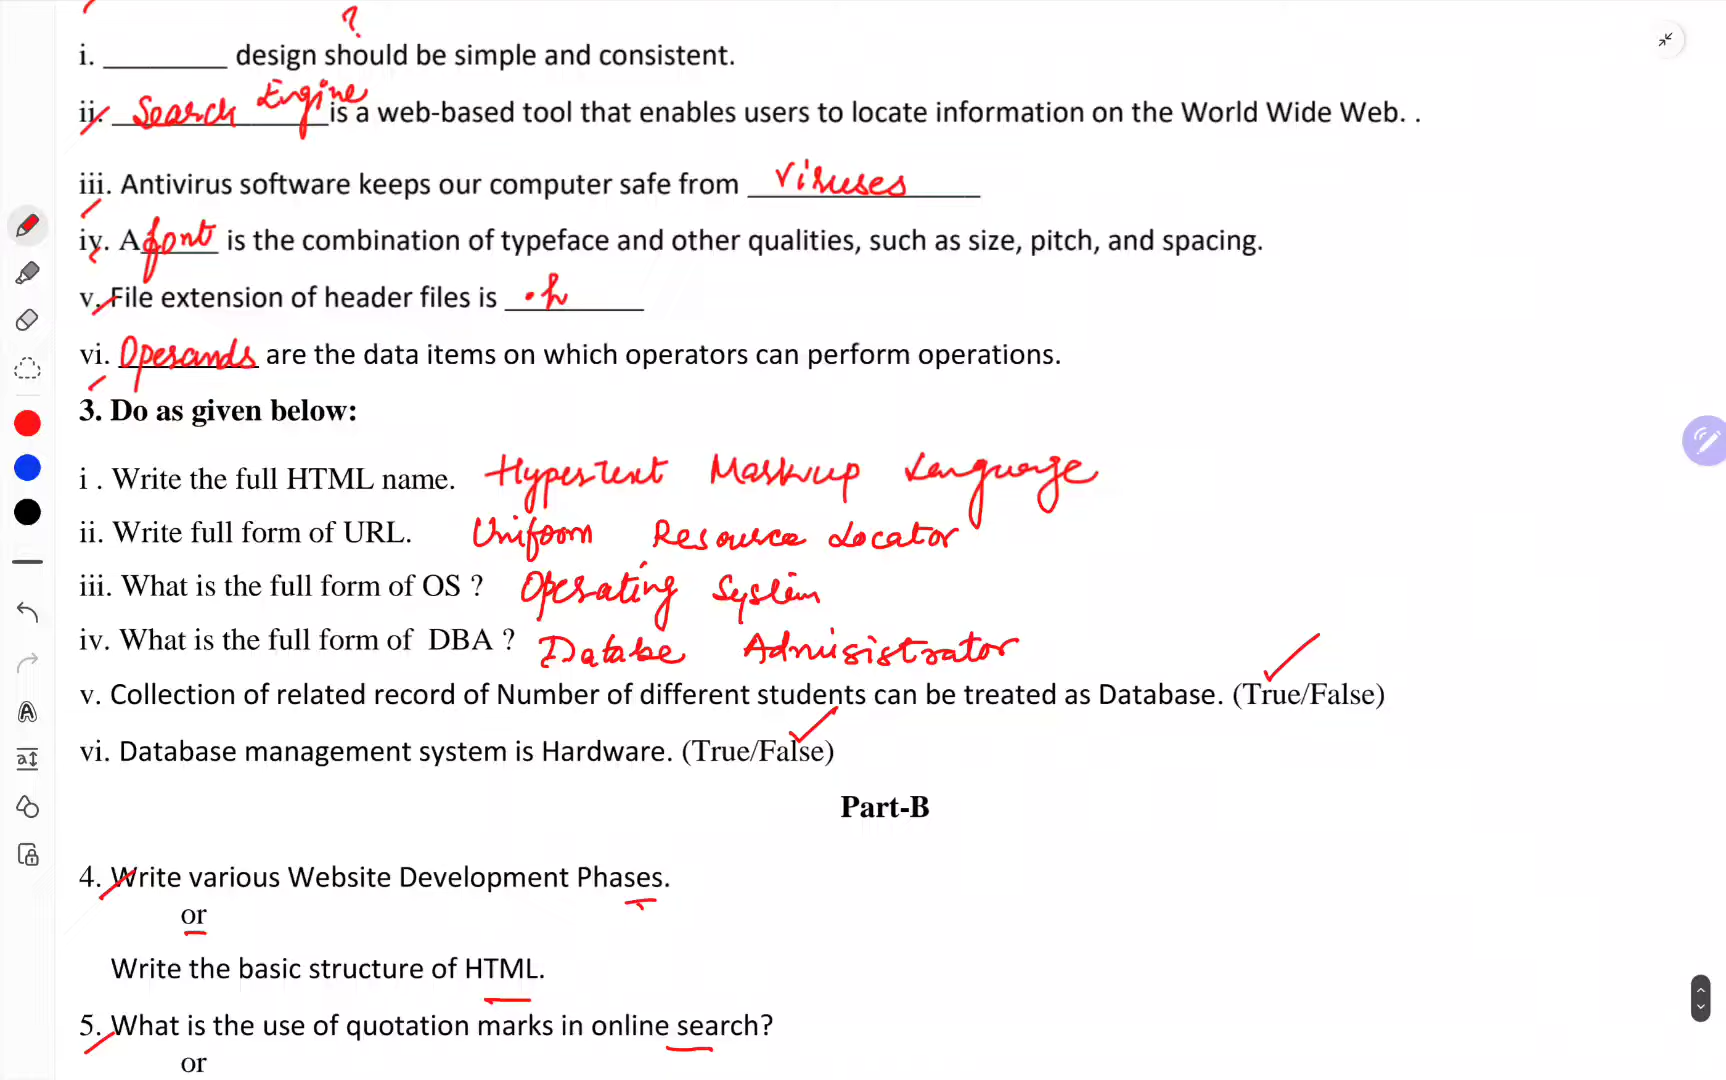 ?
i. ________ design should be simple and consistent.
ii. Search Engine is a web-based tool that enables users to locate information on the World Wide Web. .
iii. Antivirus software keeps our computer safe from viruses
iv. A font is the combination of typeface and other qualities, such as size, pitch, and spacing.
v. File extension of header files is .h
vi. Operands are the data items on which operators can perform operations.
3. Do as given below:
i . Write the full HTML name. Hypertext Markup Language
ii. Write full form of URL. Uniform Resource Locator
iii. What is the full form of OS ? Operating System
iv. What is the full form of DBA ? Databe Admisistrator
v. Collection of related record of Number of different students can be treated as Database. (True/False)
vi. Database management system is Hardware. (True/False)
Part-B
4. Write various Website Development Phases.
or
Write the basic structure of HTML.
5. What is the use of quotation marks in online search?
or